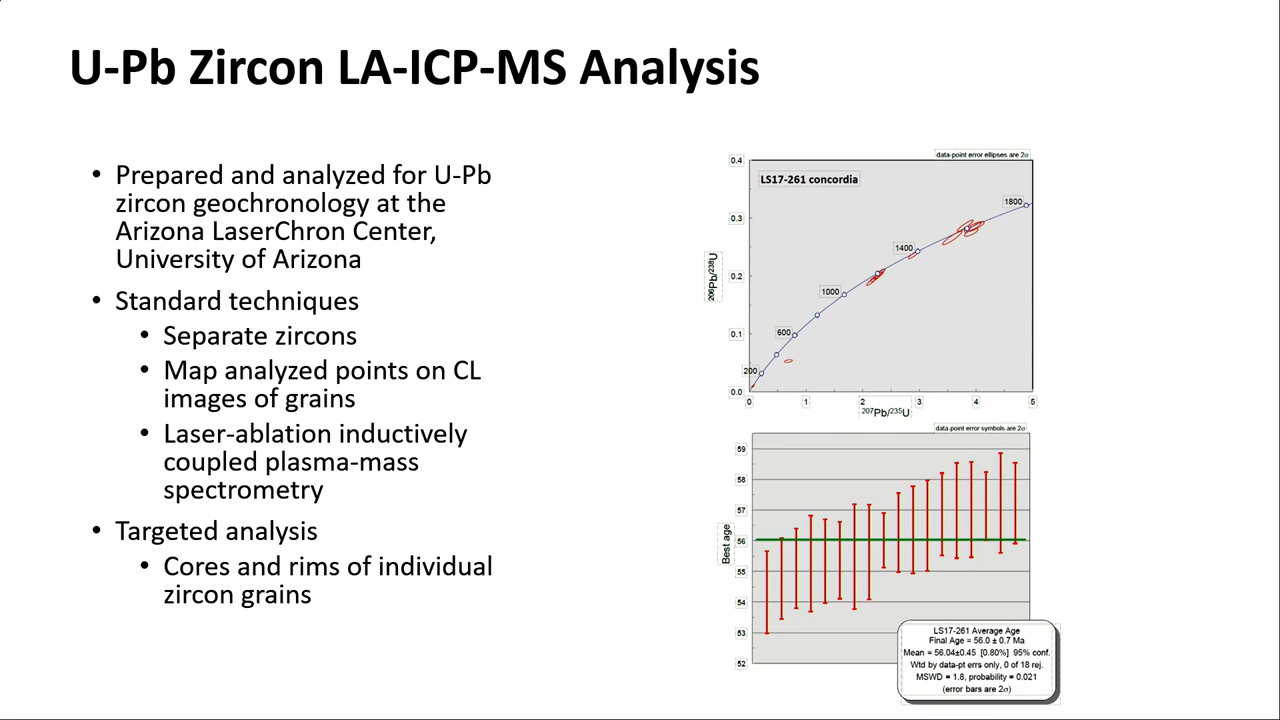 U-Pb Zircon LA-ICP-MS Analysis
• Prepared and analyzed for U-Pb
zircon geochronology at the
Arizona LaserChron Center,
University of Arizona
• Standard techniques
• Separate zircons
• Map analyzed points on CL
images of grains
• Laser-ablation inductively
coupled plasma-mass
spectrometry
• Targeted analysis
• Cores and rims of individual
zircon grains
data-point error ellipses are 2σ
LS17-261 concordia
0.4
0.3
0.2
0.1
0.0
206Pb/238U
200
600
1000
1400
1800
0 1 2 3 4 5
207Pb/235U
data-point error symbols are 2σ
59
58
57
56
55
54
53
52
Best age
LS17-261 Average Age
Final Age = 56.0 ± 0.7 Ma
Mean = 56.04±0.45 [0.80%] 95% conf.
Wtd by data-pt errs only, 0 of 18 rej.
MSWD = 1.8, probability = 0.021
(error bars are 2σ)